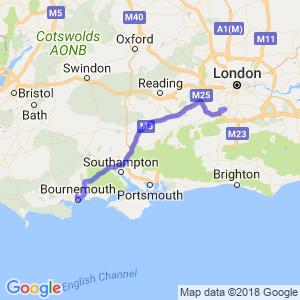 M5
M40
A1(M)
M11
Cotswolds
AONB
Oxford
Swindon
Bristol
Reading
M25
London
Bath
M3
M23
Southampton
Bournemouth
Portsmouth
Brighton
English Channel
Google
Map data ©2018 Google